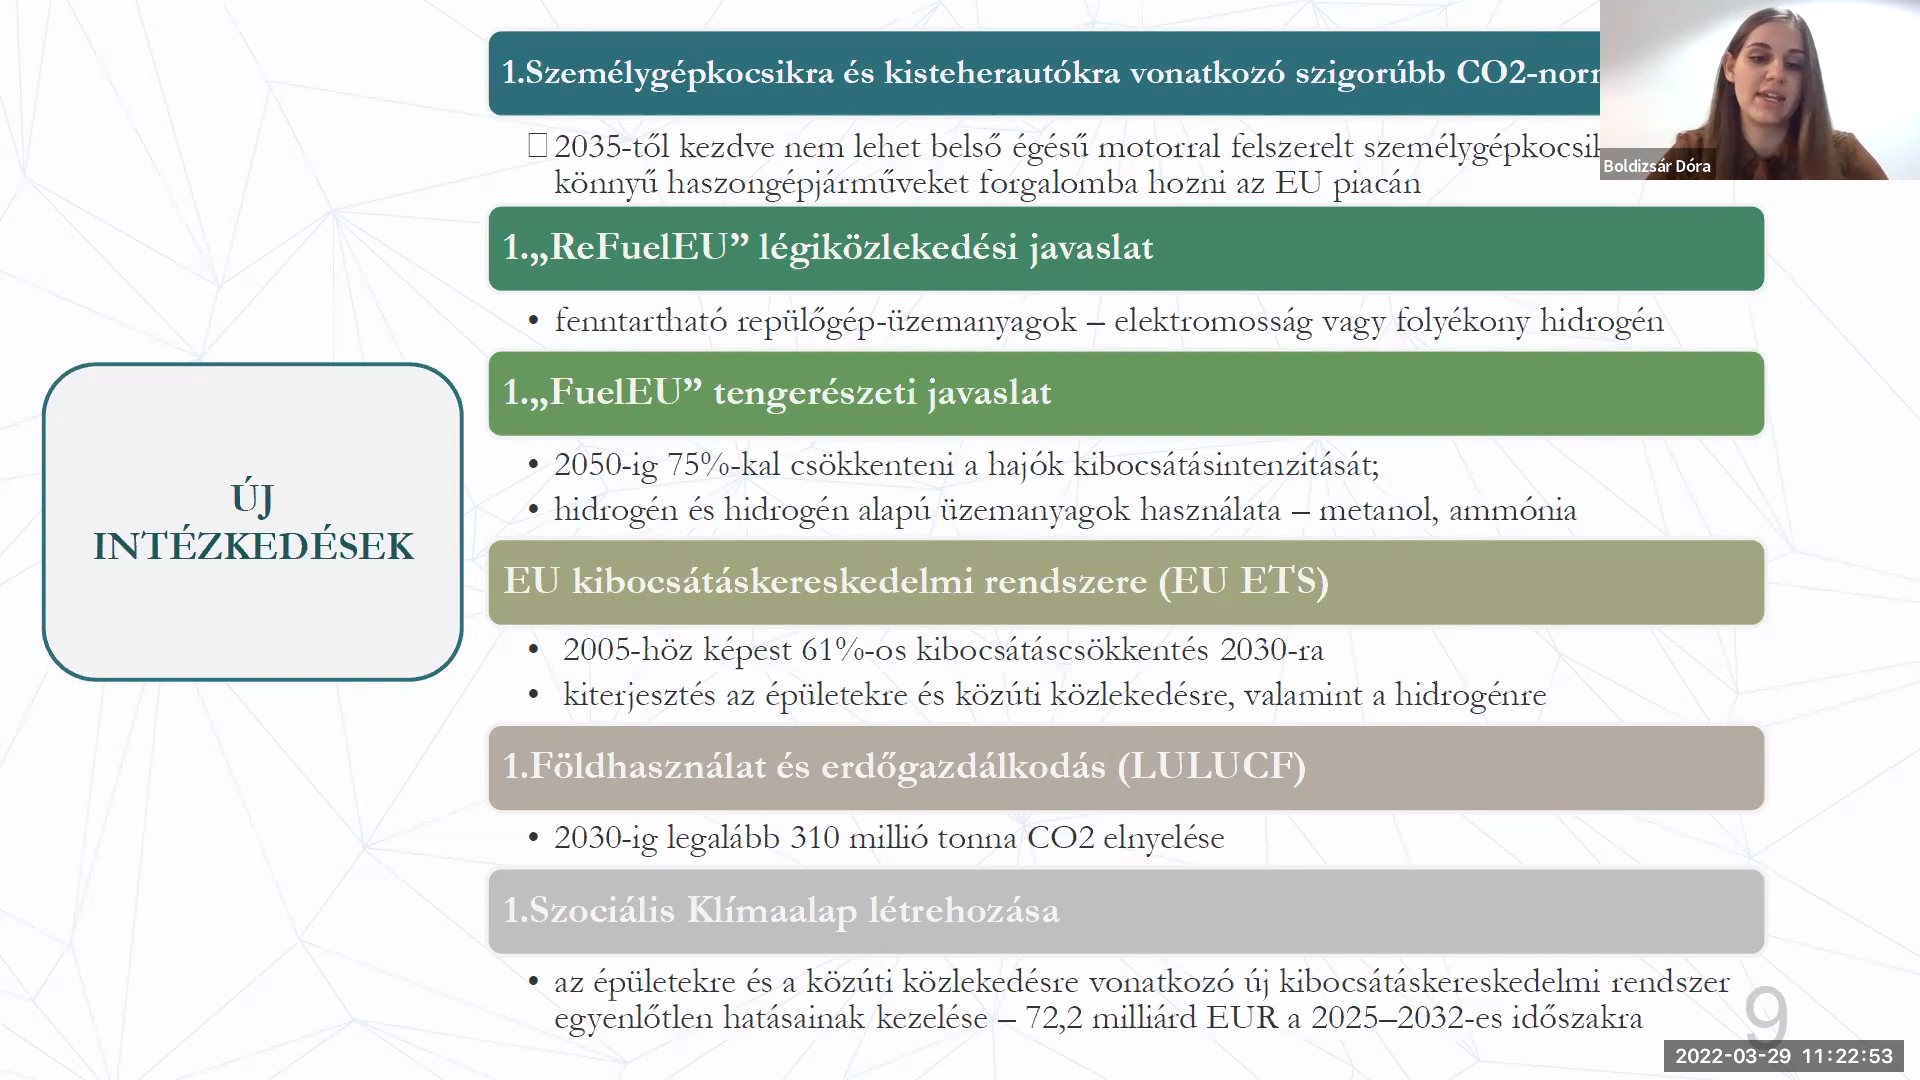 1.Személygépkocsikra és kisteherautókra vonatkozó szigorúbb
Boldizsár Dóra
2035-től kezdve nem lehet belső égésű motorral felszerelt
könnyű haszongépjárműveket forgalomba hozni az EU piacán
1.„ReFuelEU” légiközlekedési javaslat
• fenntartható repülőgép-üzemanyagok – elektromosság vagy folyékony hidrogén
1.„FuelEU” tengerészeti javaslat
• 2050-ig 75%-kal csökkenteni a hajók kibocsátásintenzitását;
• hidrogén és hidrogén alapú üzemanyagok használata – metanol, ammónia
ÚJ
INTÉZKEDÉSEK
EU kibocsátáskereskedelmi rendszere (EU ETS)
• 2005-höz képest 61%-os kibocsátáscsökkentés 2030-ra
• kiterjesztés az épületekre és közúti közlekedésre, valamint a hidrogénre
1.Földhasználat és erdőgazdálkodás (LULUCF)
• 2030-ig legalább 310 millió tonna CO2 elnyelése
1.Szociális Klímaalap létrehozása
• az épületekre és a közúti közlekedésre vonatkozó új kibocsátáskereskedelmi rendszer
egyenlőtlen hatásainak kezelése – 72,2 milliárd EUR a 2025–2032-es időszakra
9
2022-03-29 11:22:53